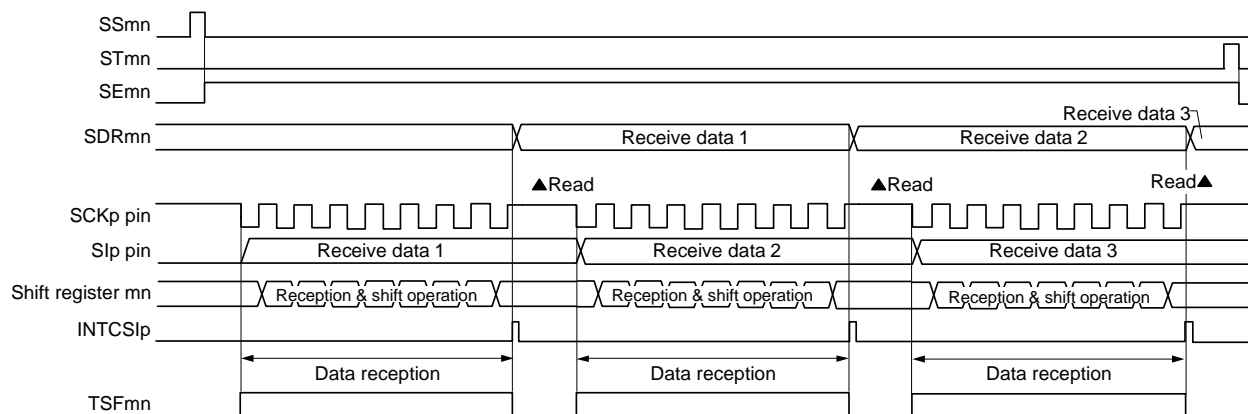 SSmn
STmn
SEmn
Receive data 3
SDRmn
Receive data 1
Receive data 2
▲Read
▲Read
Read▲
SCKp pin
SIp pin
Receive data 1
Receive data 2
Receive data 3
Shift register mn
Reception & shift operation
Reception & shift operation
Reception & shift operation
INTCSIp
Data reception
Data reception
Data reception
TSFmn